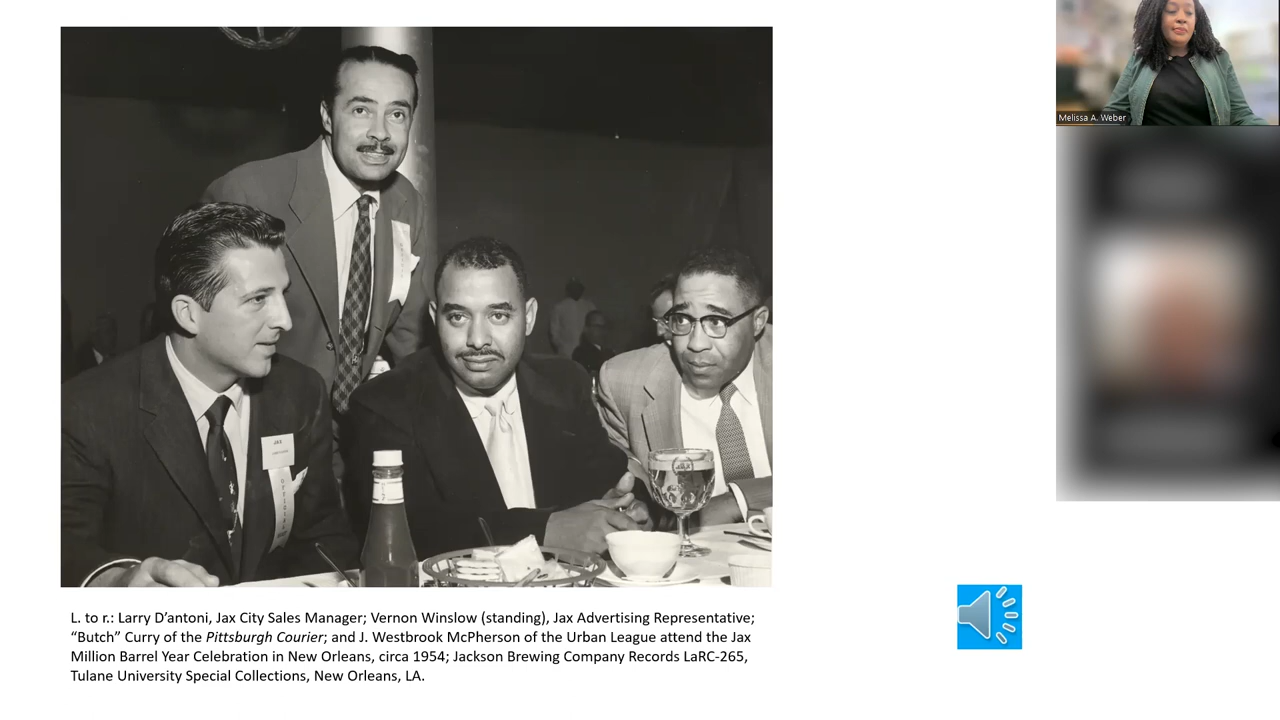 Melissa A. Weber
JAX
OFFICIAL
L. to r.: Larry D’antoni, Jax City Sales Manager; Vernon Winslow (standing), Jax Advertising Representative;
“Butch” Curry of the Pittsburgh Courier; and J. Westbrook McPherson of the Urban League attend the Jax
Million Barrel Year Celebration in New Orleans, circa 1954; Jackson Brewing Company Records LaRC-265,
Tulane University Special Collections, New Orleans, LA.